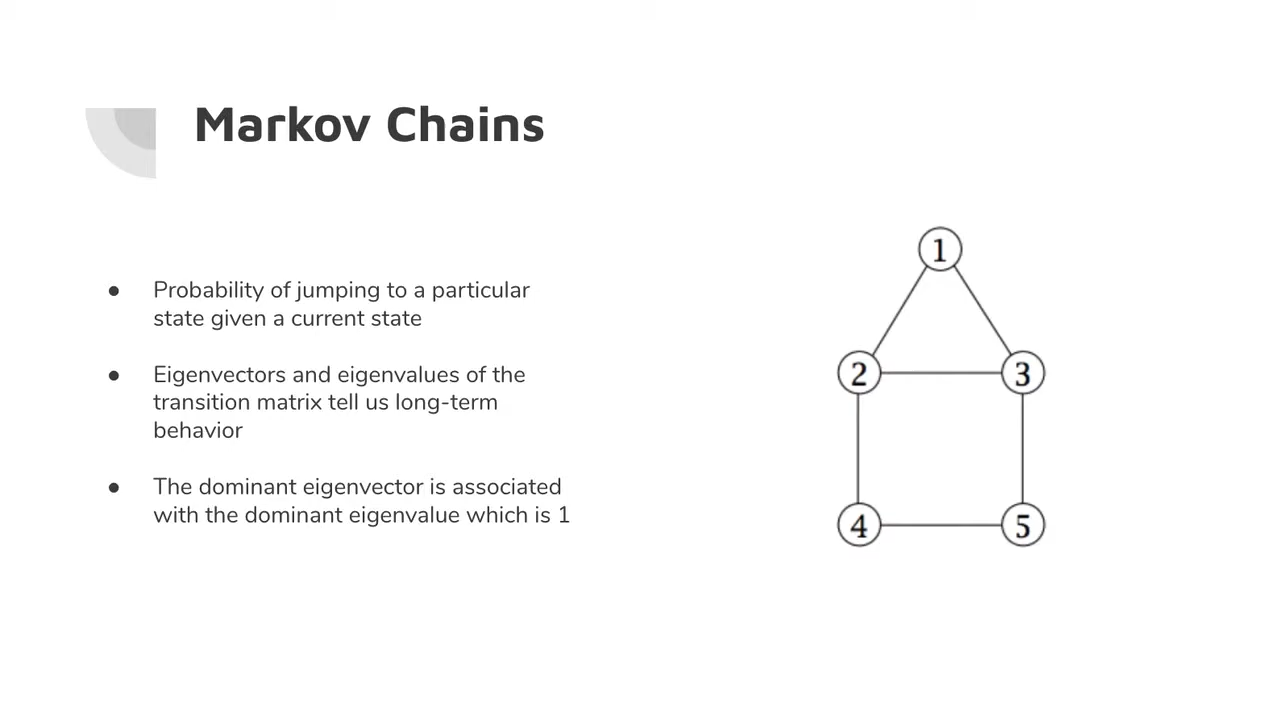 Markov Chains
● Probability of jumping to a particular
state given a current state
● Eigenvectors and eigenvalues of the
transition matrix tell us long-term
behavior
● The dominant eigenvector is associated
with the dominant eigenvalue which is 1
1
2 3
4 5